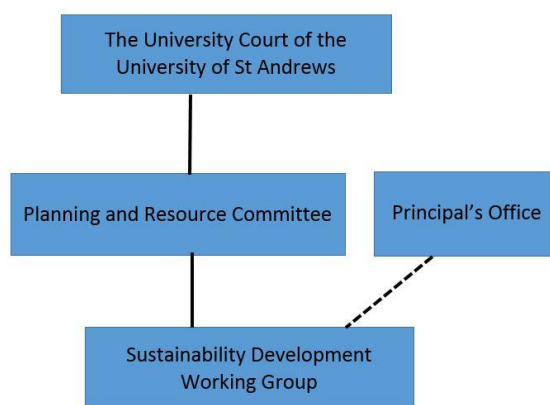 The University Court of the
University of St Andrews
Planning and Resource Committee
Principal’s Office
Sustainability Development
Working Group